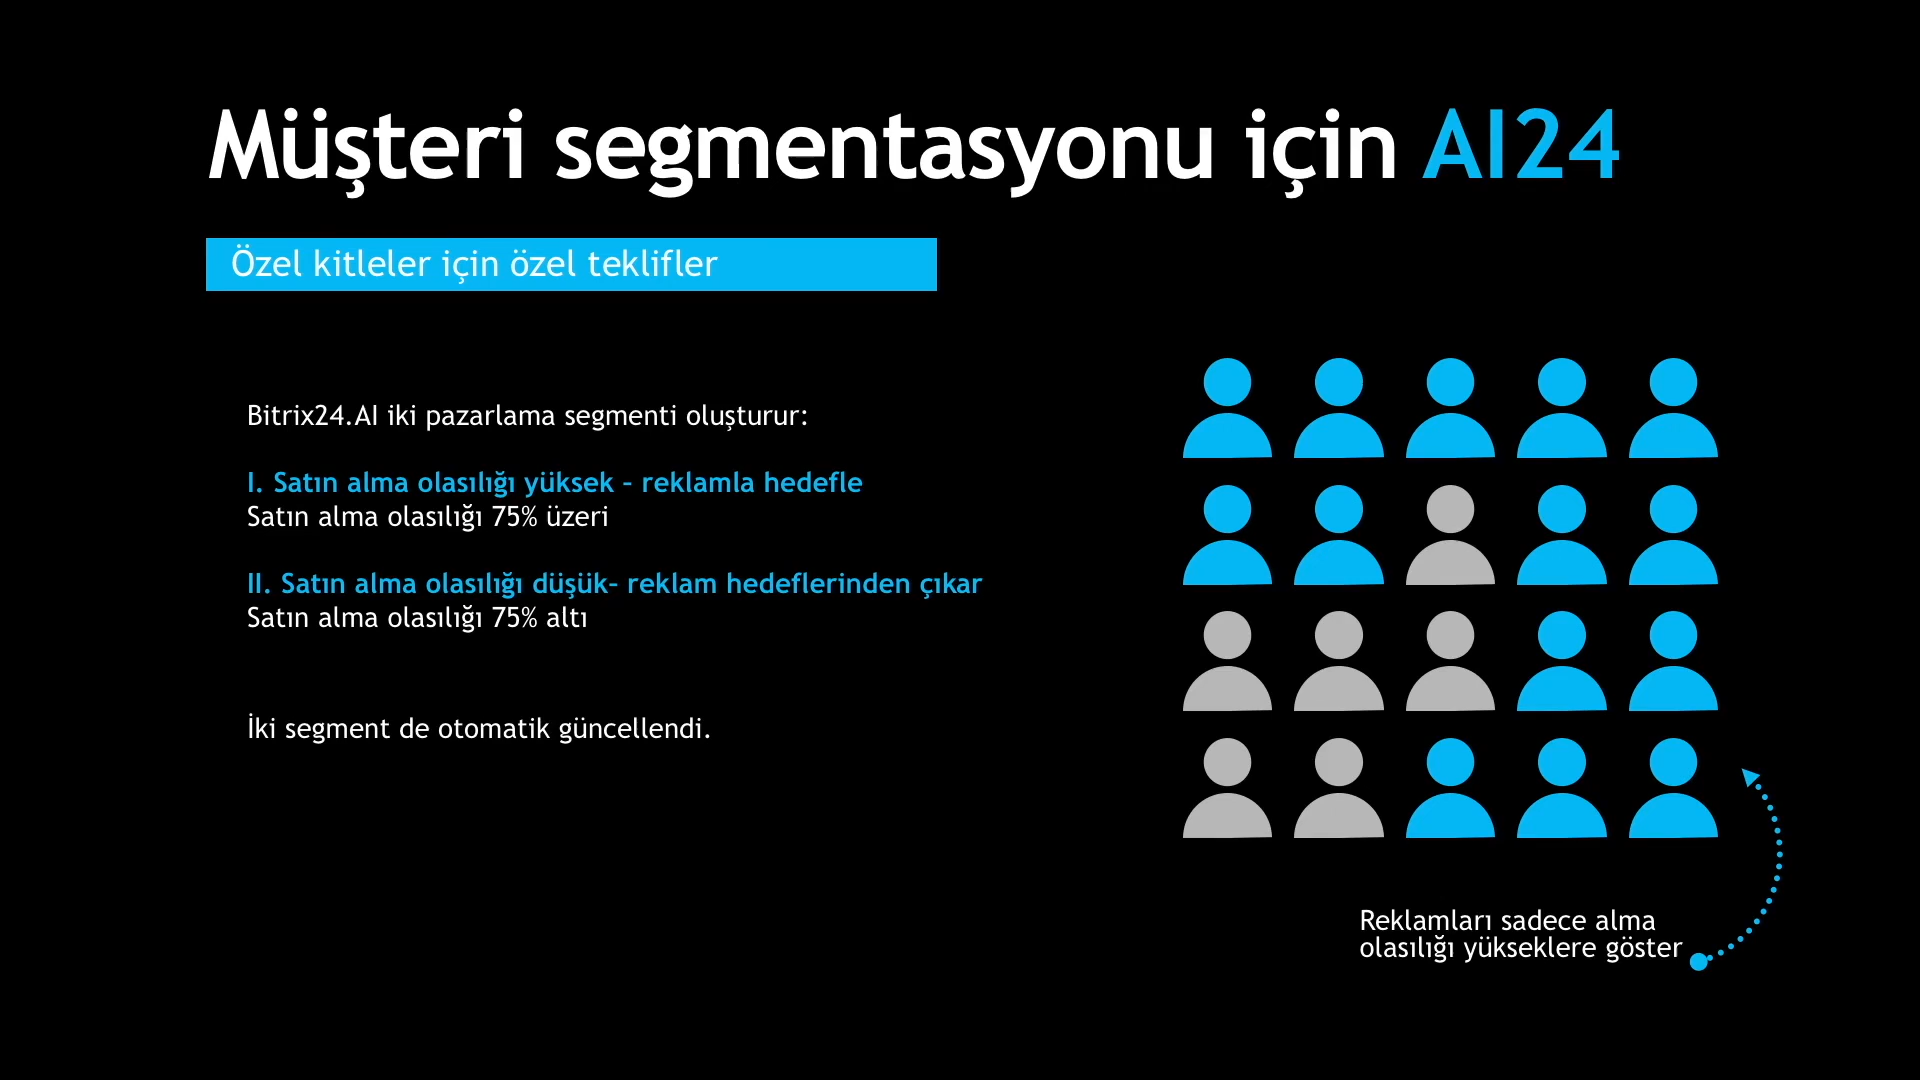 Müşteri segmentasyonu için AI24
Özel kitleler için özel teklifler
Bitrix24.AI iki pazarlama segmenti oluşturur:
I. Satın alma olasılığı yüksek – reklamla hedefle
Satın alma olasılığı 75% üzeri
II. Satın alma olasılığı düşük– reklam hedeflerinden çıkar
Satın alma olasılığı 75% altı
İki segment de otomatik güncellendi.
Reklamları sadece alma
olasılığı yükseklere göster